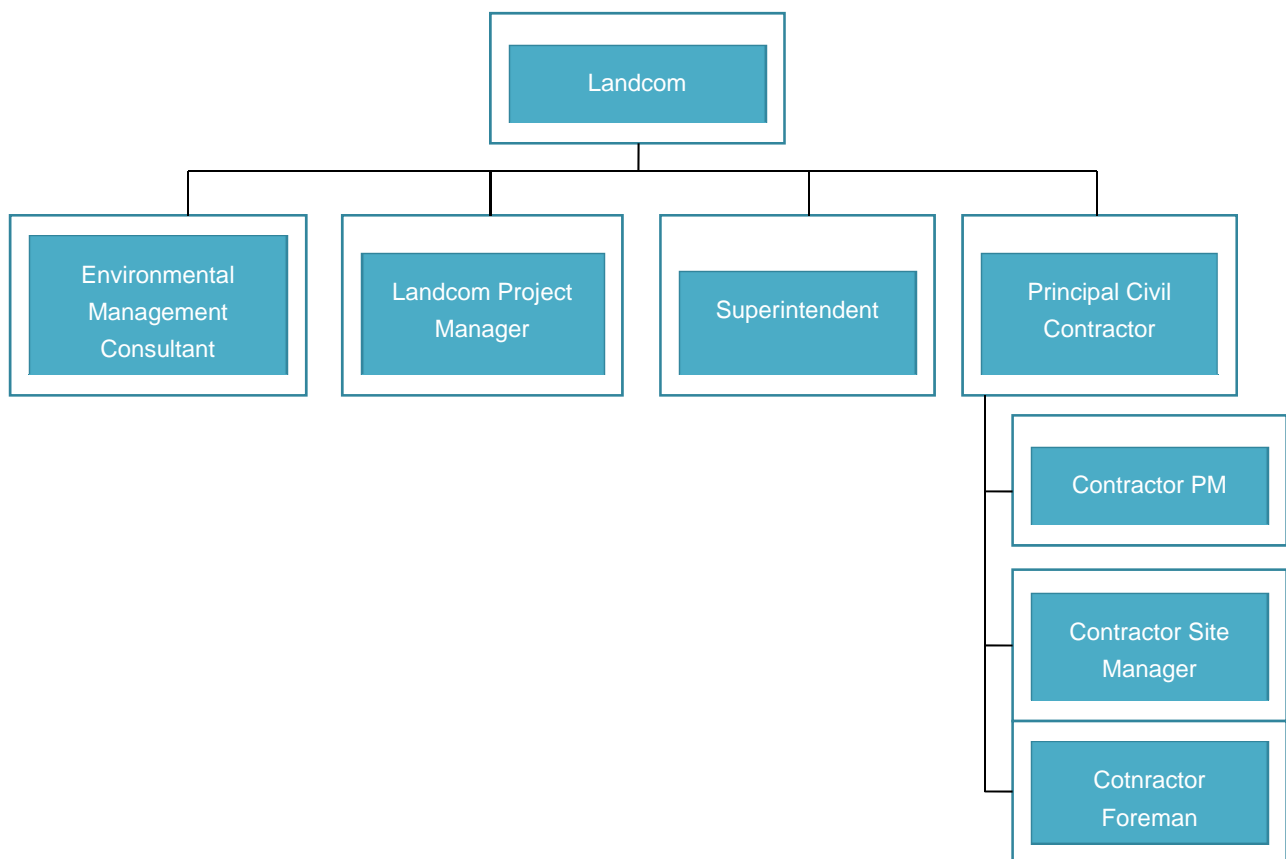 Landcom
Environmental
Management
Consultant
Landcom Project
Manager
Superintendent
Principal Civil
Contractor
Contractor PM
Contractor Site
Manager
Cotnractor
Foreman